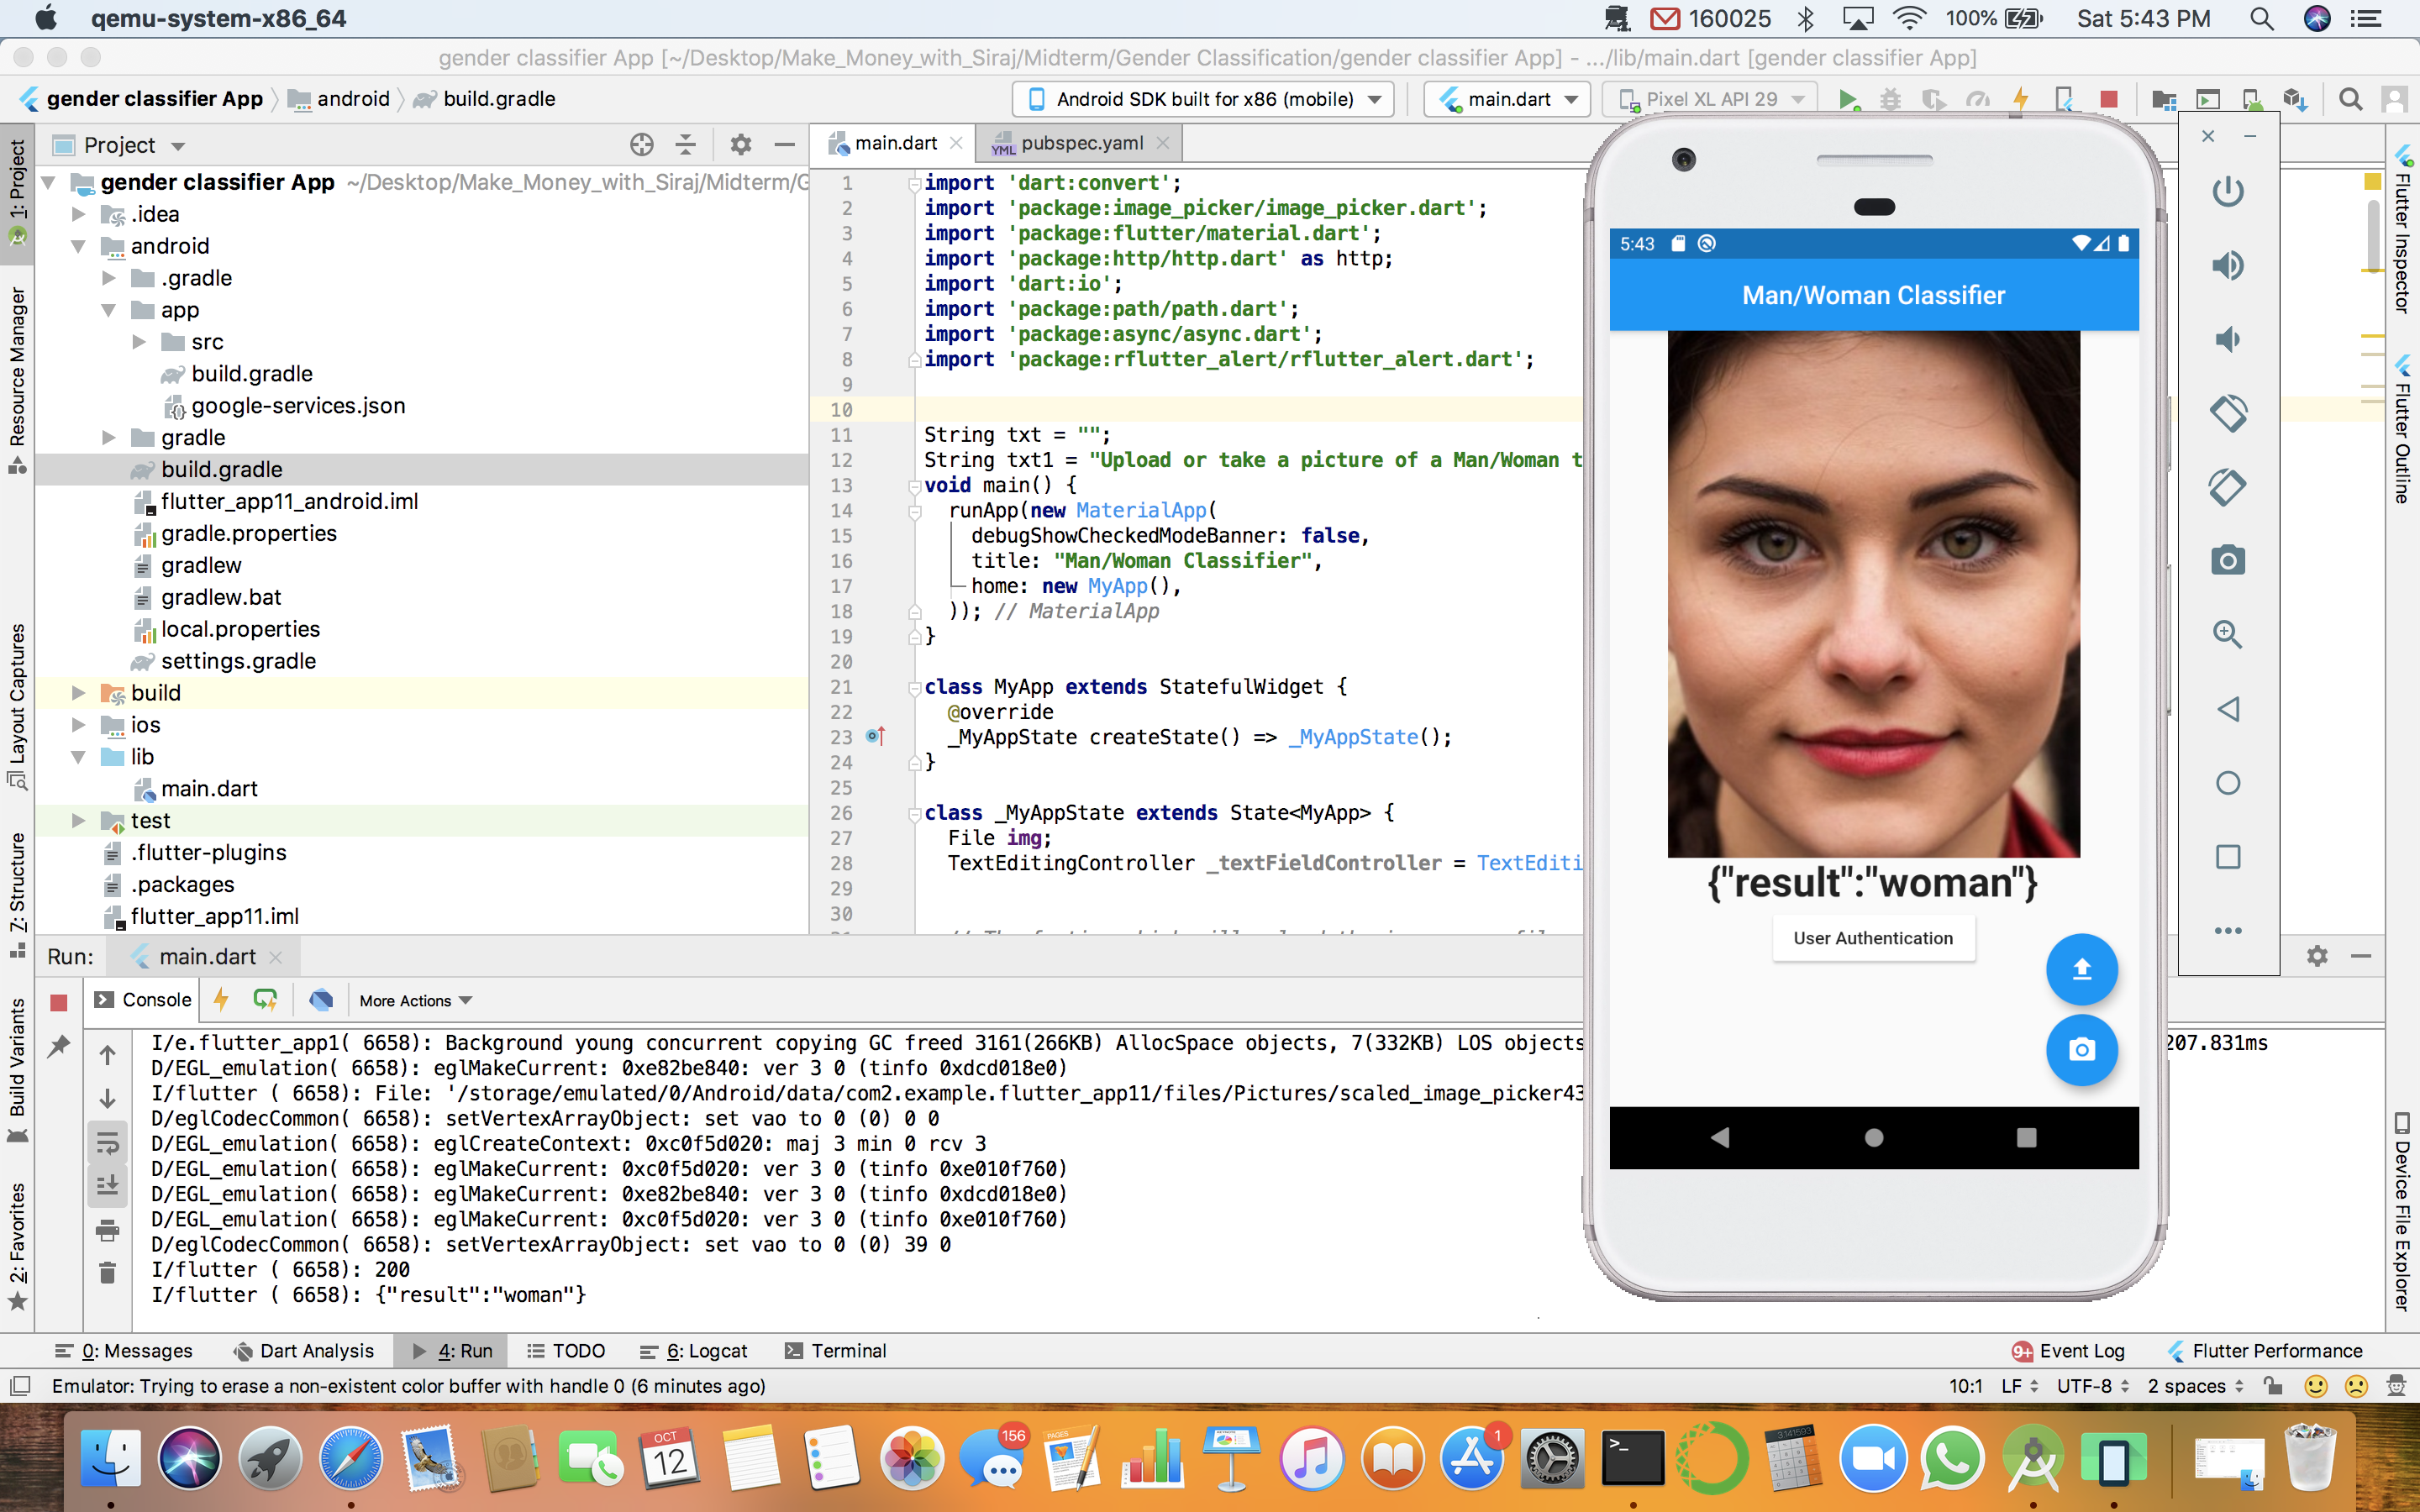 qemu-system-x86_64
160025
100%
Sat 5:43 PM
gender classifier App [~/Desktop/Make_Money_with_Siraj/Midterm/Gender Classification/gender classifier App] - .../lib/main.dart [gender classifier App]
gender classifier App
android
build.gradle
Android SDK built for x86 (mobile)
main.dart
Pixel XL API 29
Project
main.dart
pubspec.yaml
1: Project
Resource Manager
Layout Captures
7: Structure
Build Variants
2: Favorites
gender classifier App ~/Desktop/Make_Money_with_Siraj/Midterm/G
.idea
android
.gradle
app
src
build.gradle
google-services.json
gradle
build.gradle
flutter_app11_android.iml
gradle.properties
gradlew
gradlew.bat
local.properties
settings.gradle
build
ios
lib
main.dart
test
.flutter-plugins
.packages
flutter_app11.iml
1 import 'dart:convert';
2 import 'package:image_picker/image_picker.dart';
3 import 'package:flutter/material.dart';
4 import 'package:http/http.dart' as http;
5 import 'dart:io';
6 import 'package:path/path.dart';
7 import 'package:async/async.dart';
8 import 'package:rflutter_alert/rflutter_alert.dart';
9
10
11 String txt = "";
12 String txt1 = "Upload or take a picture of a Man/Woman t
13 void main() {
14 runApp(new MaterialApp(
15 debugShowCheckedModeBanner: false,
16 title: "Man/Woman Classifier",
17 home: new MyApp(),
18 )); // MaterialApp
19 }
20
21 class MyApp extends StatefulWidget {
22 @override
23 _MyAppState createState() => _MyAppState();
24 }
25
26 class _MyAppState extends State<MyApp> {
27 File img;
28 TextEditingController _textFieldController = TextEditi
29
30
5:43
Man/Woman Classifier
{"result":"woman"}
User Authentication
Flutter Inspector
Flutter Outline
Device File Explorer
Run:
main.dart
Console
More Actions
I/e.flutter_app1( 6658): Background young concurrent copying GC freed 3161(266KB) AllocSpace objects, 7(332KB) LOS objects 207.831ms
D/EGL_emulation( 6658): eglMakeCurrent: 0xe82be840: ver 3 0 (tinfo 0xdcd018e0)
I/flutter ( 6658): File: '/storage/emulated/0/Android/data/com2.example.flutter_app11/files/Pictures/scaled_image_picker43
D/eglCodecCommon( 6658): setVertexArrayObject: set vao to 0 (0) 0 0
D/EGL_emulation( 6658): eglCreateContext: 0xc0f5d020: maj 3 min 0 rcv 3
D/EGL_emulation( 6658): eglMakeCurrent: 0xc0f5d020: ver 3 0 (tinfo 0xe010f760)
D/EGL_emulation( 6658): eglMakeCurrent: 0xe82be840: ver 3 0 (tinfo 0xdcd018e0)
D/EGL_emulation( 6658): eglMakeCurrent: 0xc0f5d020: ver 3 0 (tinfo 0xe010f760)
D/eglCodecCommon( 6658): setVertexArrayObject: set vao to 0 (0) 39 0
I/flutter ( 6658): 200
I/flutter ( 6658): {"result":"woman"}
0: Messages
Dart Analysis
4: Run
TODO
6: Logcat
Terminal
9+ Event Log
Flutter Performance
Emulator: Trying to erase a non-existent color buffer with handle 0 (6 minutes ago)
10:1
LF
UTF-8
2 spaces
OCT
12
156
PAGES
1
3.141593